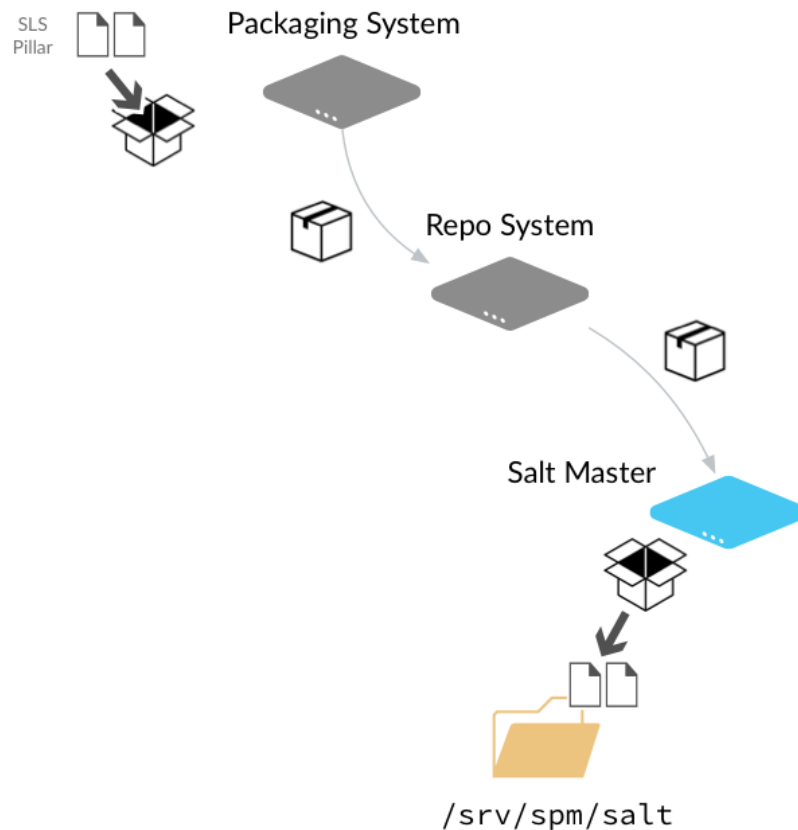 SLS
Pillar
Packaging System
Repo System
Salt Master
/srv/spm/salt